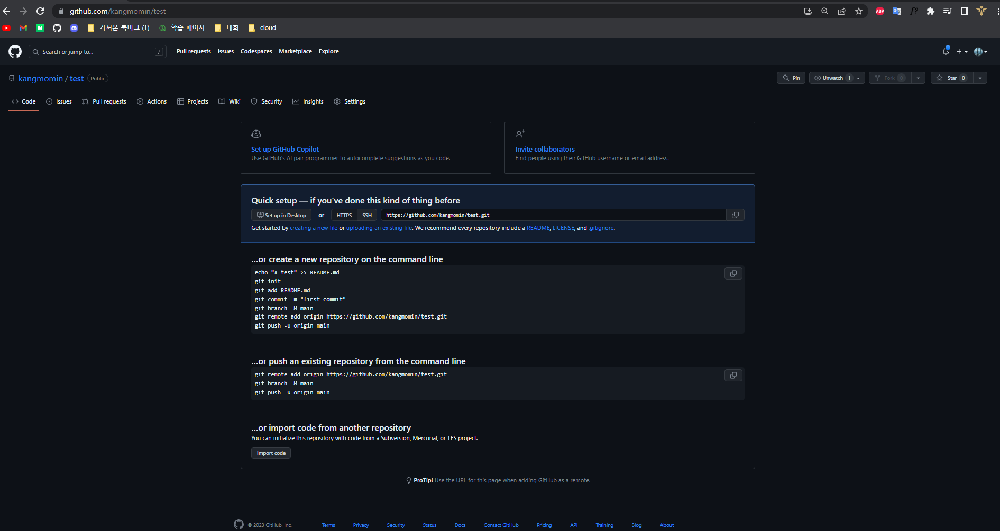 github.com/kangmomin/test
가져온 북마크 (1) 학습 페이지 대회 cloud
Search or jump to... / Pull requests Issues Codespaces Marketplace Explore
kangmomin / test Public Pin Unwatch 1 Fork 0 Star 0
Code Issues Pull requests Actions Projects Wiki Security Insights Settings
Set up GitHub Copilot
Use GitHub's AI pair programmer to autocomplete suggestions as you code.
Invite collaborators
Find people using their GitHub username or email address.
Quick setup — if you've done this kind of thing before
Set up in Desktop or HTTPS SSH https://github.com/kangmomin/test.git
Get started by creating a new file or uploading an existing file. We recommend every repository include a README, LICENSE, and .gitignore.
...or create a new repository on the command line
echo "# test" >> README.md
git init
git add README.md
git commit -m "first commit"
git branch -M main
git remote add origin https://github.com/kangmomin/test.git
git push -u origin main
...or push an existing repository from the command line
git remote add origin https://github.com/kangmomin/test.git
git branch -M main
git push -u origin main
...or import code from another repository
You can initialize this repository with code from a Subversion, Mercurial, or TFS project.
Import code
ProTip! Use the URL for this page when adding GitHub as a remote.
© 2023 GitHub, Inc. Terms Privacy Security Status Docs Contact GitHub Pricing API Training Blog About